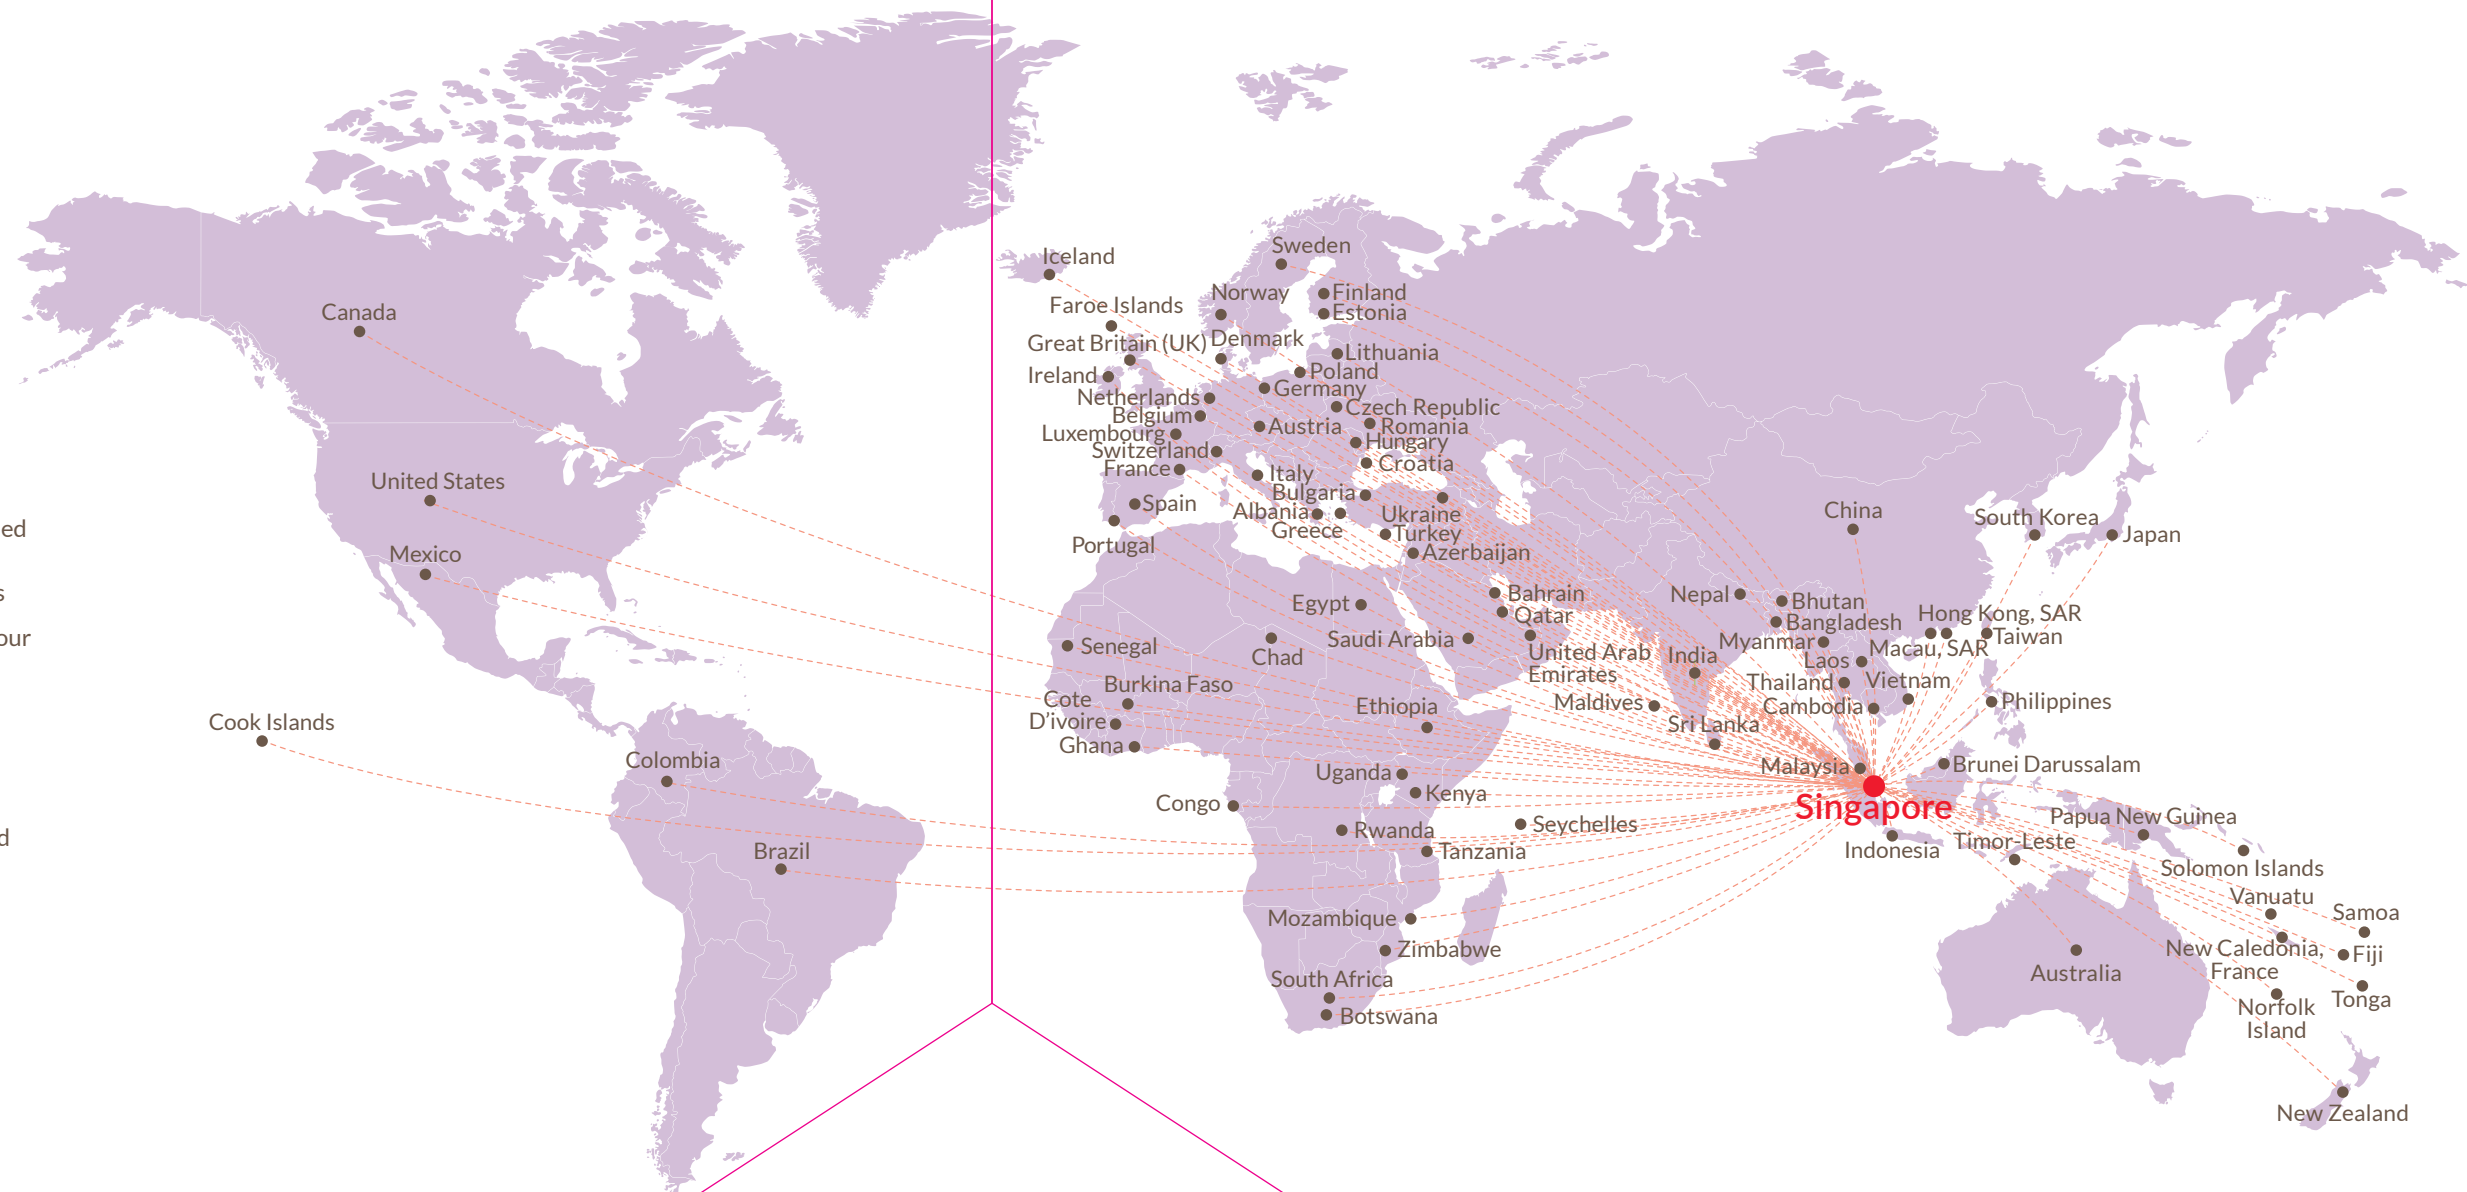 ed
s
our
d
Canada
United States
Mexico
Cook Islands
Colombia
Brazil
Iceland
Faroe Islands
Great Britain (UK)
Ireland
Netherlands
Belgium
Luxembourg
Switzerland
France
Spain
Portugal
Sweden
Norway
Finland
Estonia
Denmark
Lithuania
Poland
Germany
Czech Republic
Austria
Romania
Hungary
Croatia
Italy
Bulgaria
Albania
Greece
Ukraine
Turkey
Azerbaijan
Egypt
Bahrain
Qatar
Saudi Arabia
United Arab
Emirates
Senegal
Chad
Burkina Faso
Cote
D’ivoire
Ghana
Ethiopia
Uganda
Kenya
Congo
Rwanda
Seychelles
Tanzania
Mozambique
Zimbabwe
South Africa
Botswana
Maldives
India
Sri Lanka
Nepal
Bhutan
Bangladesh
Myanmar
Laos
Thailand
Vietnam
Cambodia
Malaysia
Singapore
China
South Korea
Japan
Hong Kong, SAR
Macau, SAR
Taiwan
Philippines
Brunei Darussalam
Indonesia
Timor-Leste
Papua New Guinea
Solomon Islands
Vanuatu
Samoa
New Caledonia,
France
Fiji
Tonga
Norfolk
Island
Australia
New Zealand